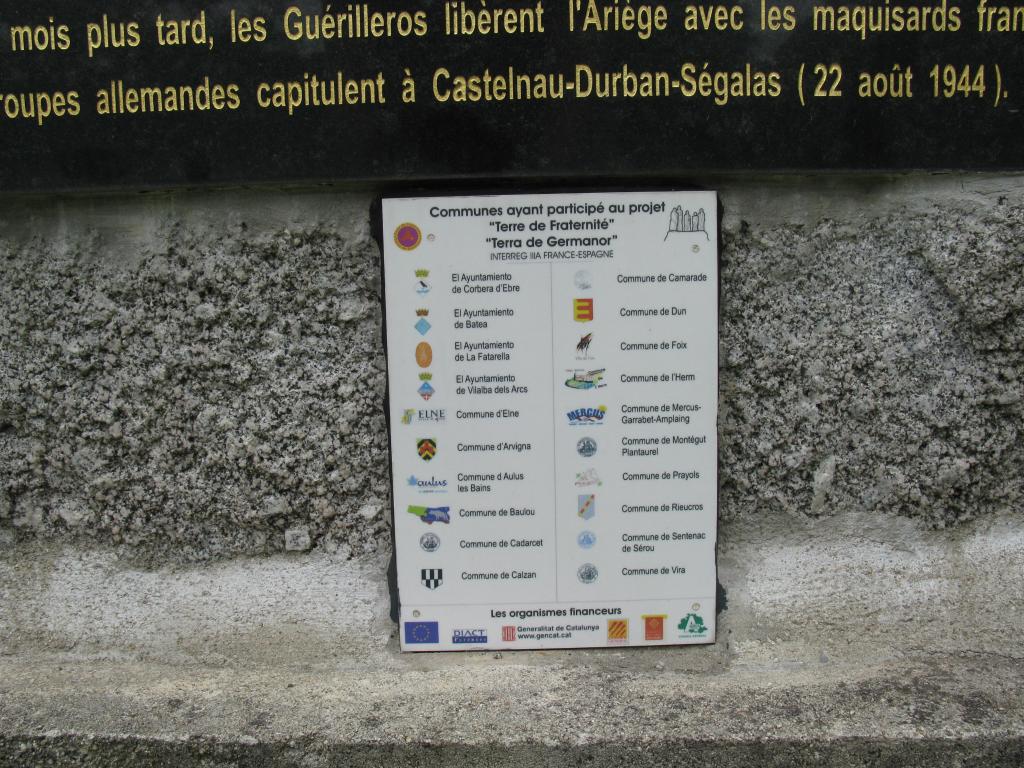 mois plus tard, les Guérilleros libèrent l'Ariège avec les maquisards fran
roupes allemandes capitulent à Castelnau-Durban-Ségalas ( 22 août 1944 ).
Communes ayant participé au projet
"Terre de Fraternité"
"Terra de Germanor"
INTERREG IIIA FRANCE-ESPAGNE
El Ayuntamiento
de Corbera d'Ebre
El Ayuntamiento
de Batea
El Ayuntamiento
de La Fatarella
El Ayuntamiento
de Vilalba dels Arcs
ELNE
Commune d'Elne
Commune d'Arvigna
aulus
Commune d'Aulus
les Bains
Commune de Baulou
Commune de Cadarcet
Commune de Calzan
Commune de Camarade
Commune de Dun
Commune de Foix
Commune de l'Herm
MERCUS
Commune de Mercus-
Garrabet-Amplaing
Commune de Montégut
Plantaurel
Commune de Prayols
Commune de Rieucros
Commune de Sentenac
de Sérou
Commune de Vira
Les organismes financeurs
DIACT
Generalitat de Catalunya
www.gencat.cat